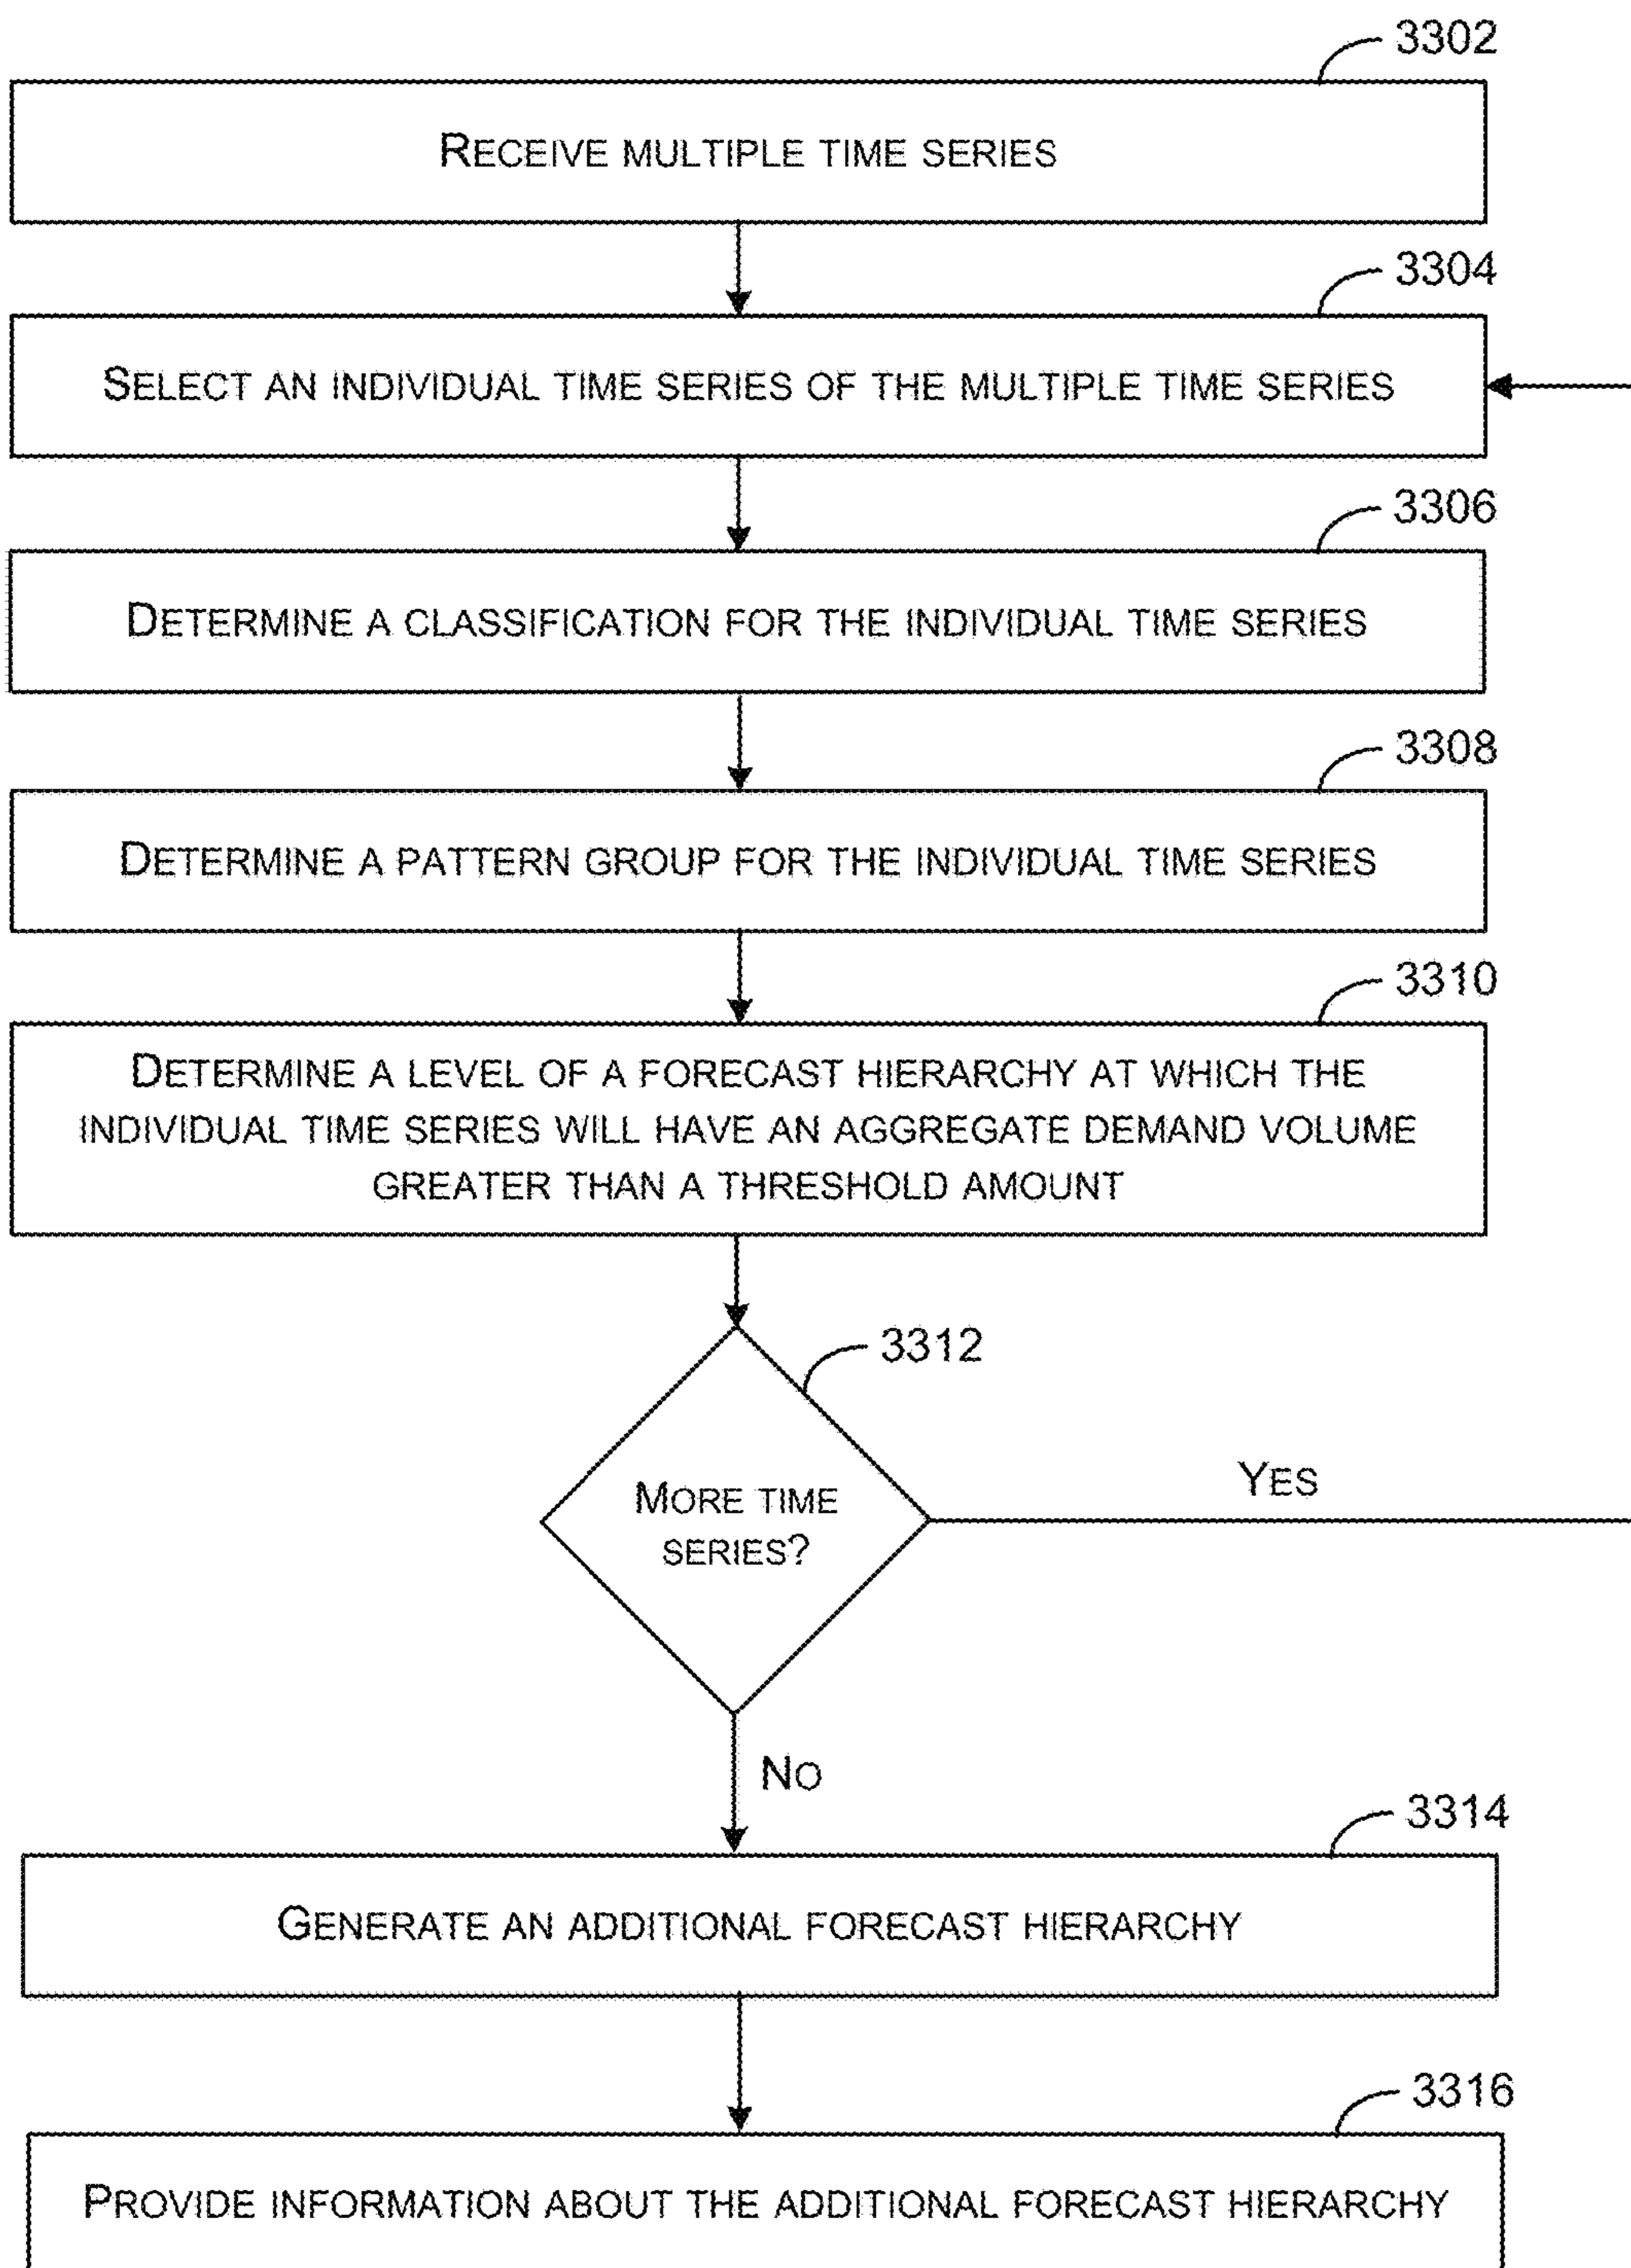 3302
RECEIVE MULTIPLE TIME SERIES
3304
SELECT AN INDIVIDUAL TIME SERIES OF THE MULTIPLE TIME SERIES
3306
DETERMINE A CLASSIFICATION FOR THE INDIVIDUAL TIME SERIES
3308
DETERMINE A PATTERN GROUP FOR THE INDIVIDUAL TIME SERIES
3310
DETERMINE A LEVEL OF A FORECAST HIERARCHY AT WHICH THE
INDIVIDUAL TIME SERIES WILL HAVE AN AGGREGATE DEMAND VOLUME
GREATER THAN A THRESHOLD AMOUNT
3312
MORE TIME
SERIES?
YES
NO
3314
GENERATE AN ADDITIONAL FORECAST HIERARCHY
3316
PROVIDE INFORMATION ABOUT THE ADDITIONAL FORECAST HIERARCHY